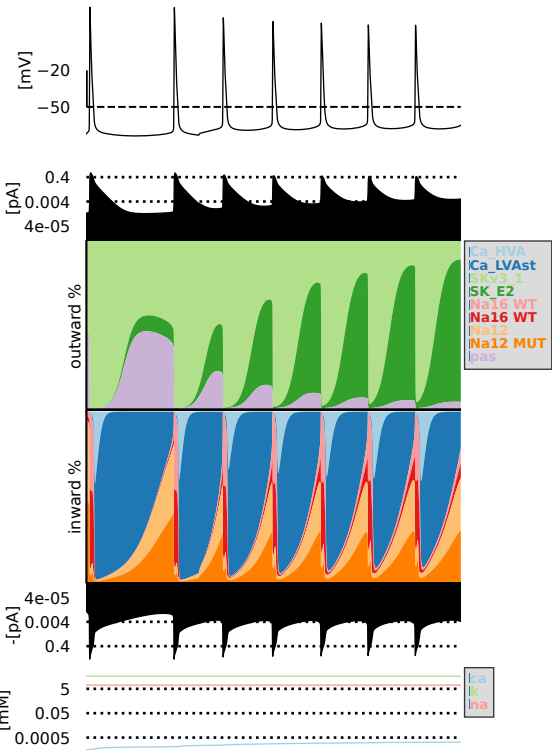 [mV]
−20
−50
[pA]
0.4
0.004
4e-05
outward %
Ca_HVA
Ca_LVAst
SKv3_1
SK_E2
Na16 WT
Na16 WT
Na12
Na12 MUT
pas
inward %
-[pA]
4e-05
0.004
0.4
[mM]
5
0.05
0.0005
ca
k
na